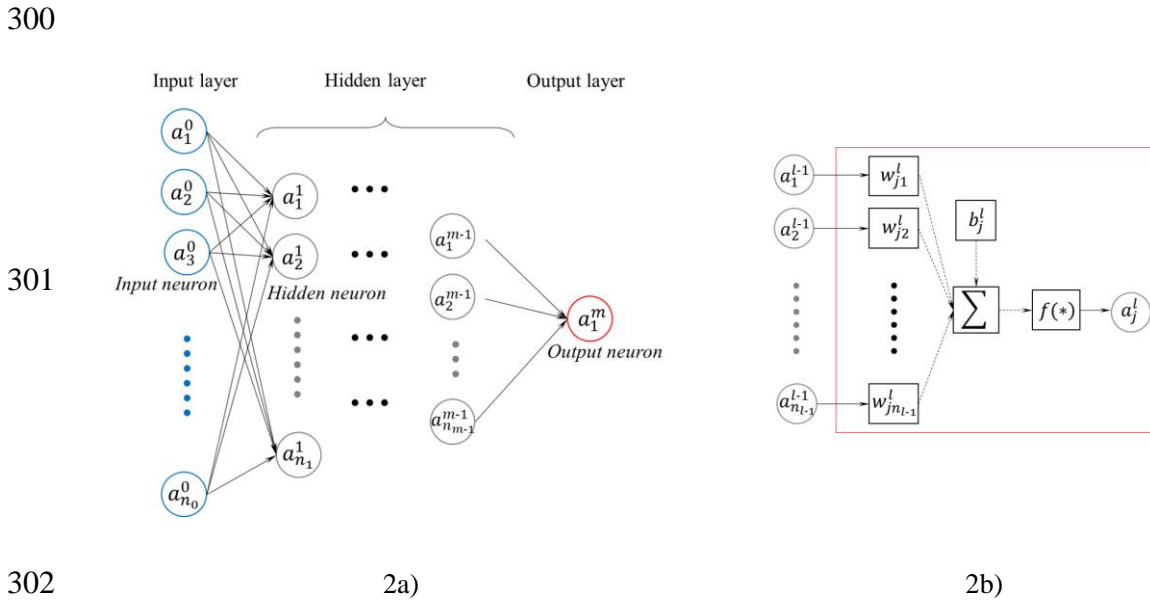 300
Input layer Hidden layer Output layer
a_1^0
a_2^0
a_3^0
Input neuron
a_{n_0}^0
a_1^1
a_2^1
Hidden neuron
a_{n_1}^1
a_1^{m-1}
a_2^{m-1}
a_{n_{m-1}}^{m-1}
a_1^m
Output neuron
301
a_1^{l-1} w_{j1}^l
a_2^{l-1} w_{j2}^l
b_j^l
∑ f(*) a_j^l
a_{n_{l-1}}^{l-1} w_{jn_{l-1}}^l
302 2a) 2b)